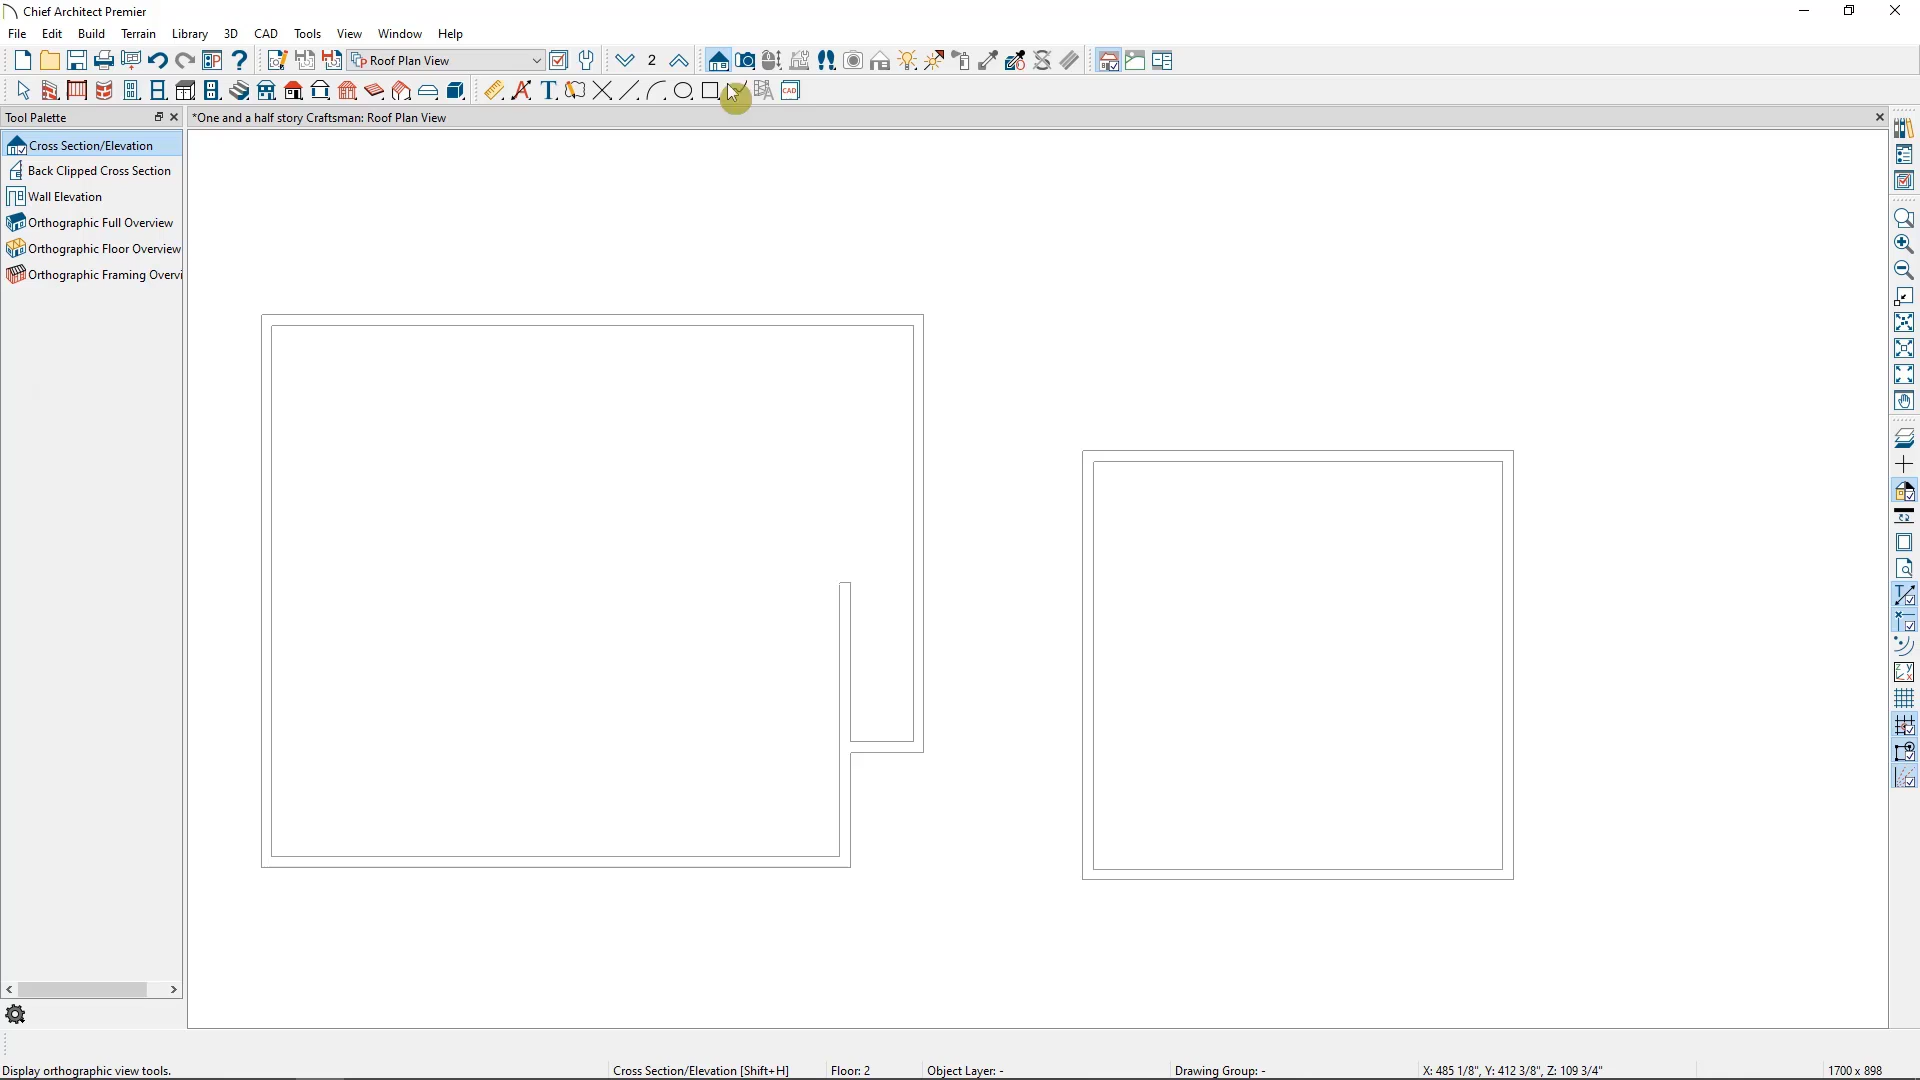 Chief Architect Premier
File Edit Build Terrain Library 3D CAD Tools View Window Help
Roof Plan View 2
CAD
Tool Palette
*One and a half story Craftsman: Roof Plan View
Cross Section/Elevation
Back Clipped Cross Section
Wall Elevation
Orthographic Full Overview
Orthographic Floor Overview
Orthographic Framing Overvi
Display orthographic view tools. Cross Section/Elevation [Shift+H] Floor: 2 Object Layer: - Drawing Group: - X: 485 1/8", Y: 412 3/8", Z: 109 3/4" 1700 x 898